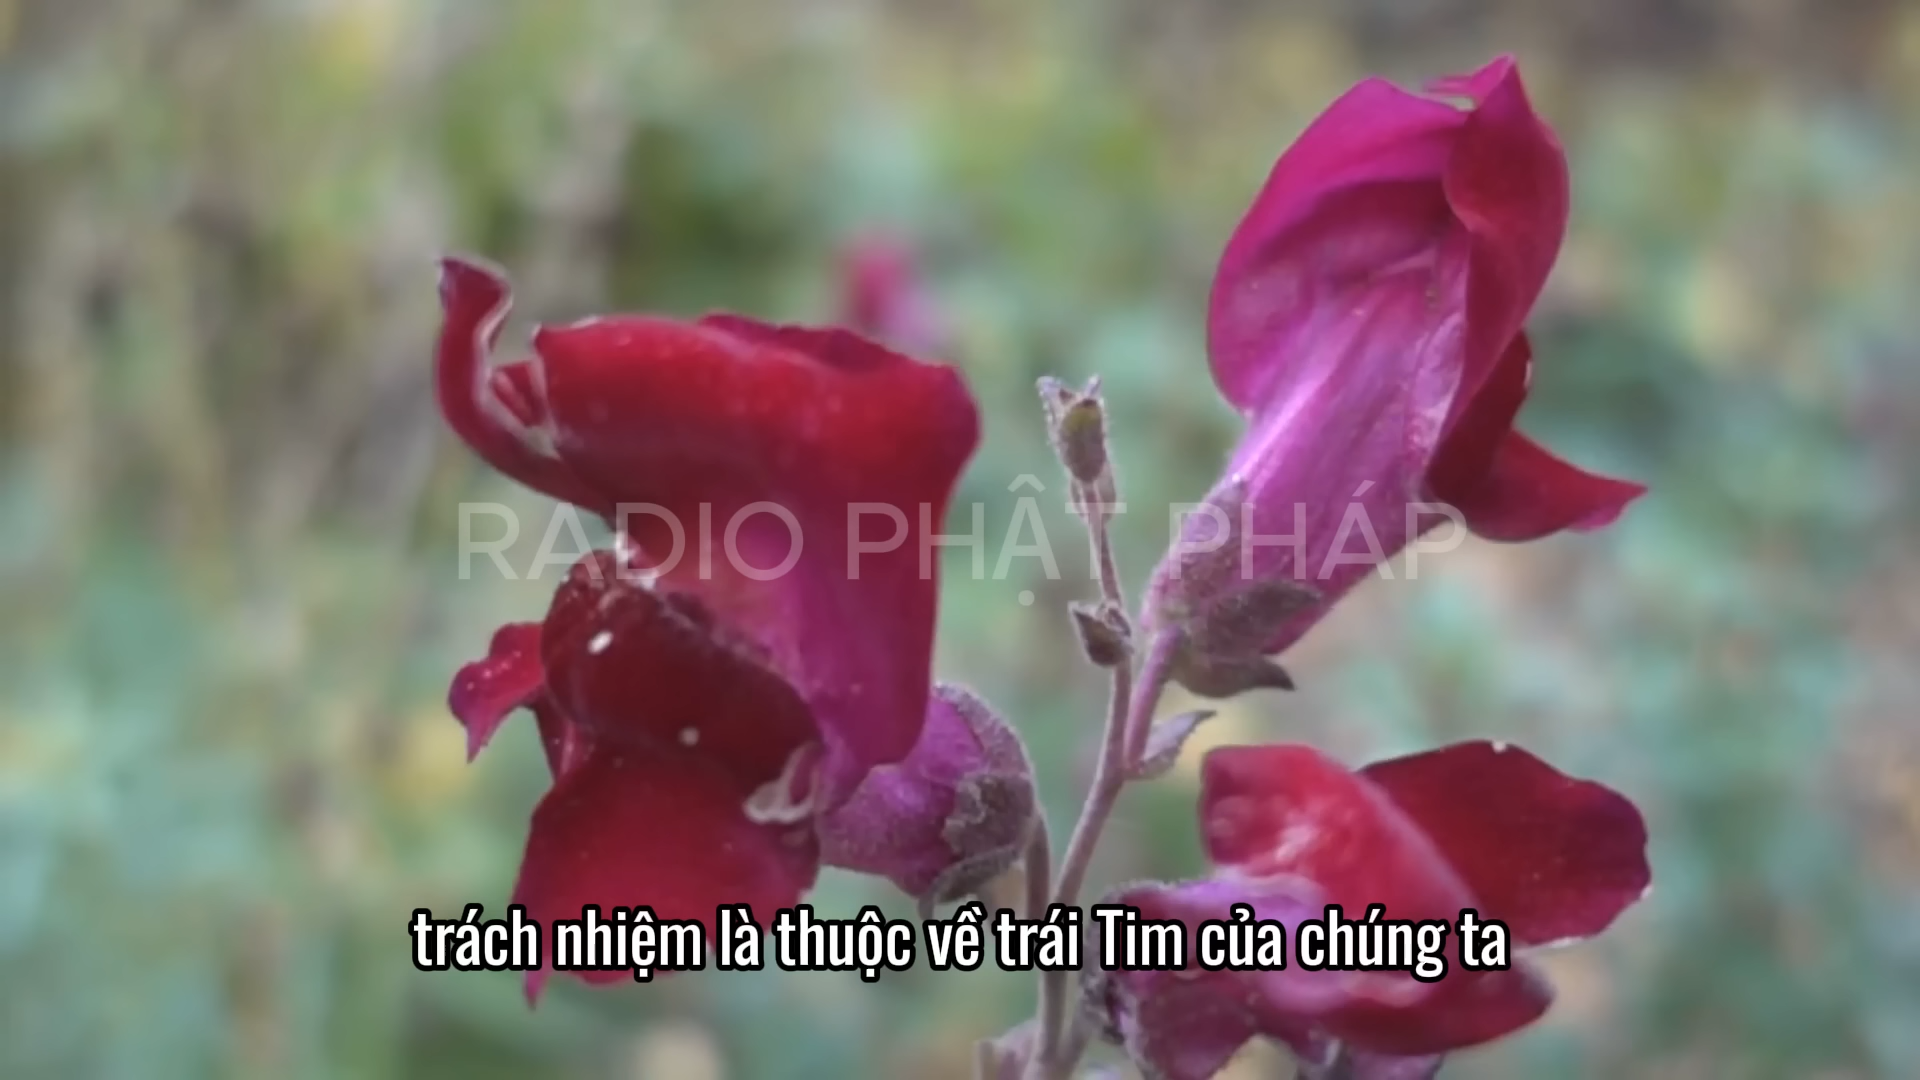 RADIO PHẬT PHÁP
trách nhiệm là thuộc về trái Tim của chúng ta